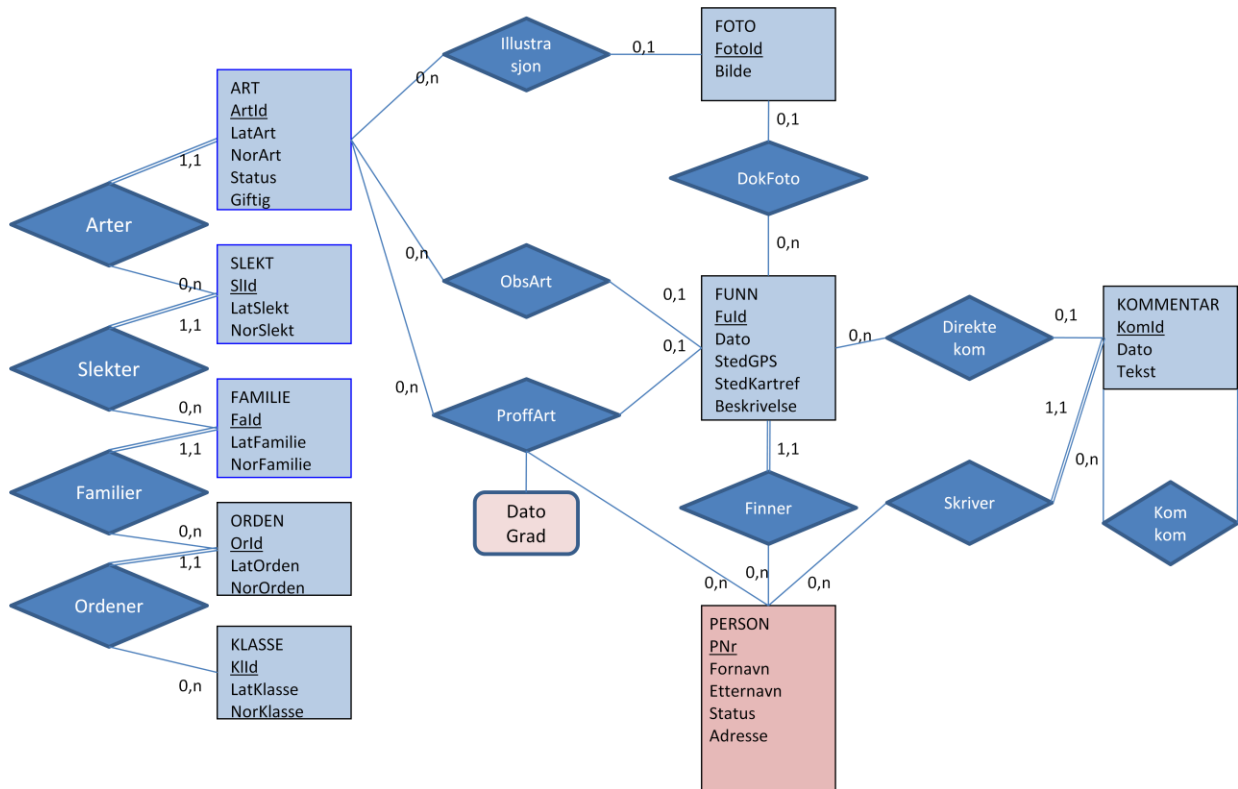 FOTO
FotoId
Bilde
Illustra
sjon
0,1
0,n
ART
ArtId
LatArt
NorArt
Status
Giftig
0,1
1,1
DokFoto
Arter
0,n
0,n
SLEKT
SlId
LatSlekt
NorSlekt
0,n
1,1
ObsArt
0,1
0,1
FUNN
FuId
Dato
StedGPS
StedKartref
Beskrivelse
0,n
Direkte
kom
0,1
KOMMENTAR
KomId
Dato
Tekst
Slekter
0,n
FAMILIE
FaId
LatFamilie
NorFamilie
0,n
1,1
ProffArt
1,1
1,1
0,n
Familier
Dato
Grad
Finner
Skriver
Kom
kom
ORDEN
OrId
LatOrden
NorOrden
0,n
1,1
Ordener
0,n
0,n
0,n
KLASSE
KlId
LatKlasse
NorKlasse
0,n
PERSON
PNr
Fornavn
Etternavn
Status
Adresse